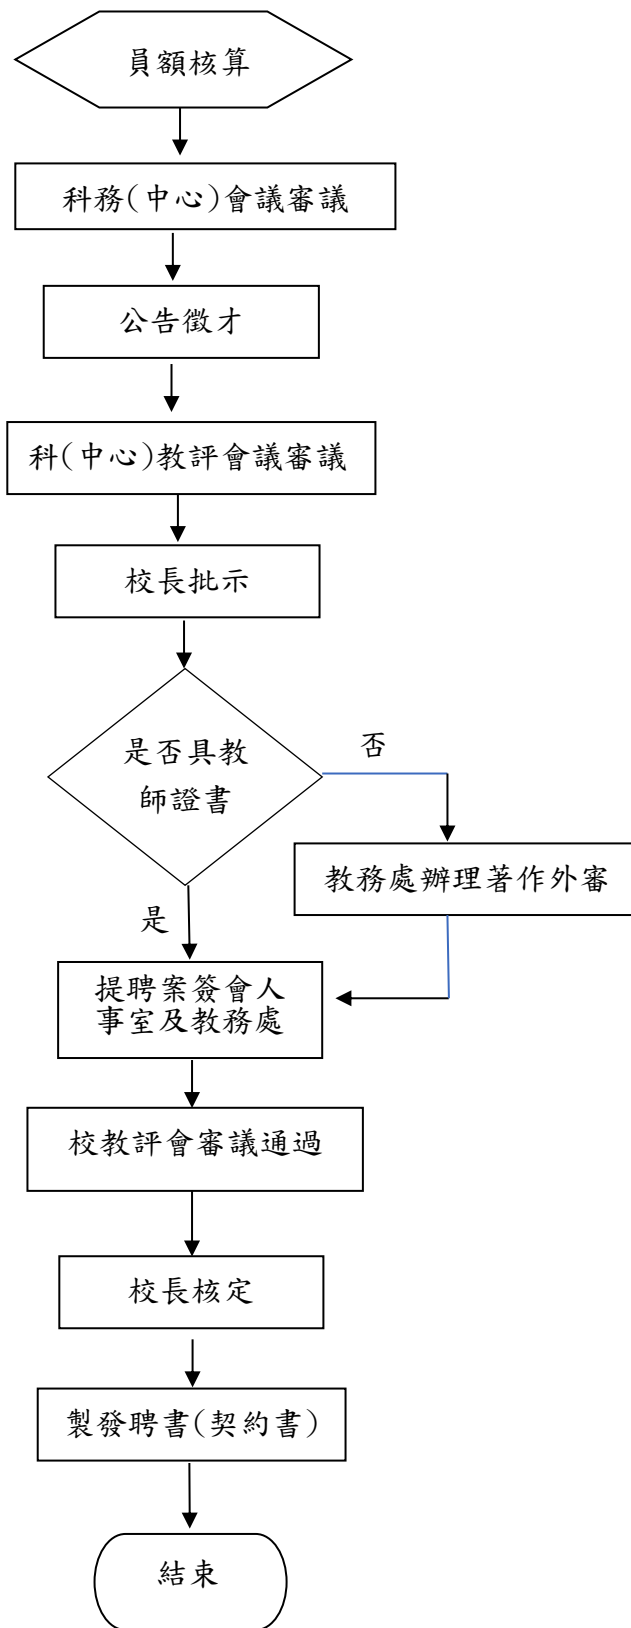 員額核算
科務(中心)會議審議
公告徵才
科(中心)教評會議審議
校長批示
是否具教
師證書
否
教務處辦理著作外審
是
提聘案簽會人
事室及教務處
校教評會審議通過
校長核定
製發聘書(契約書)
結束